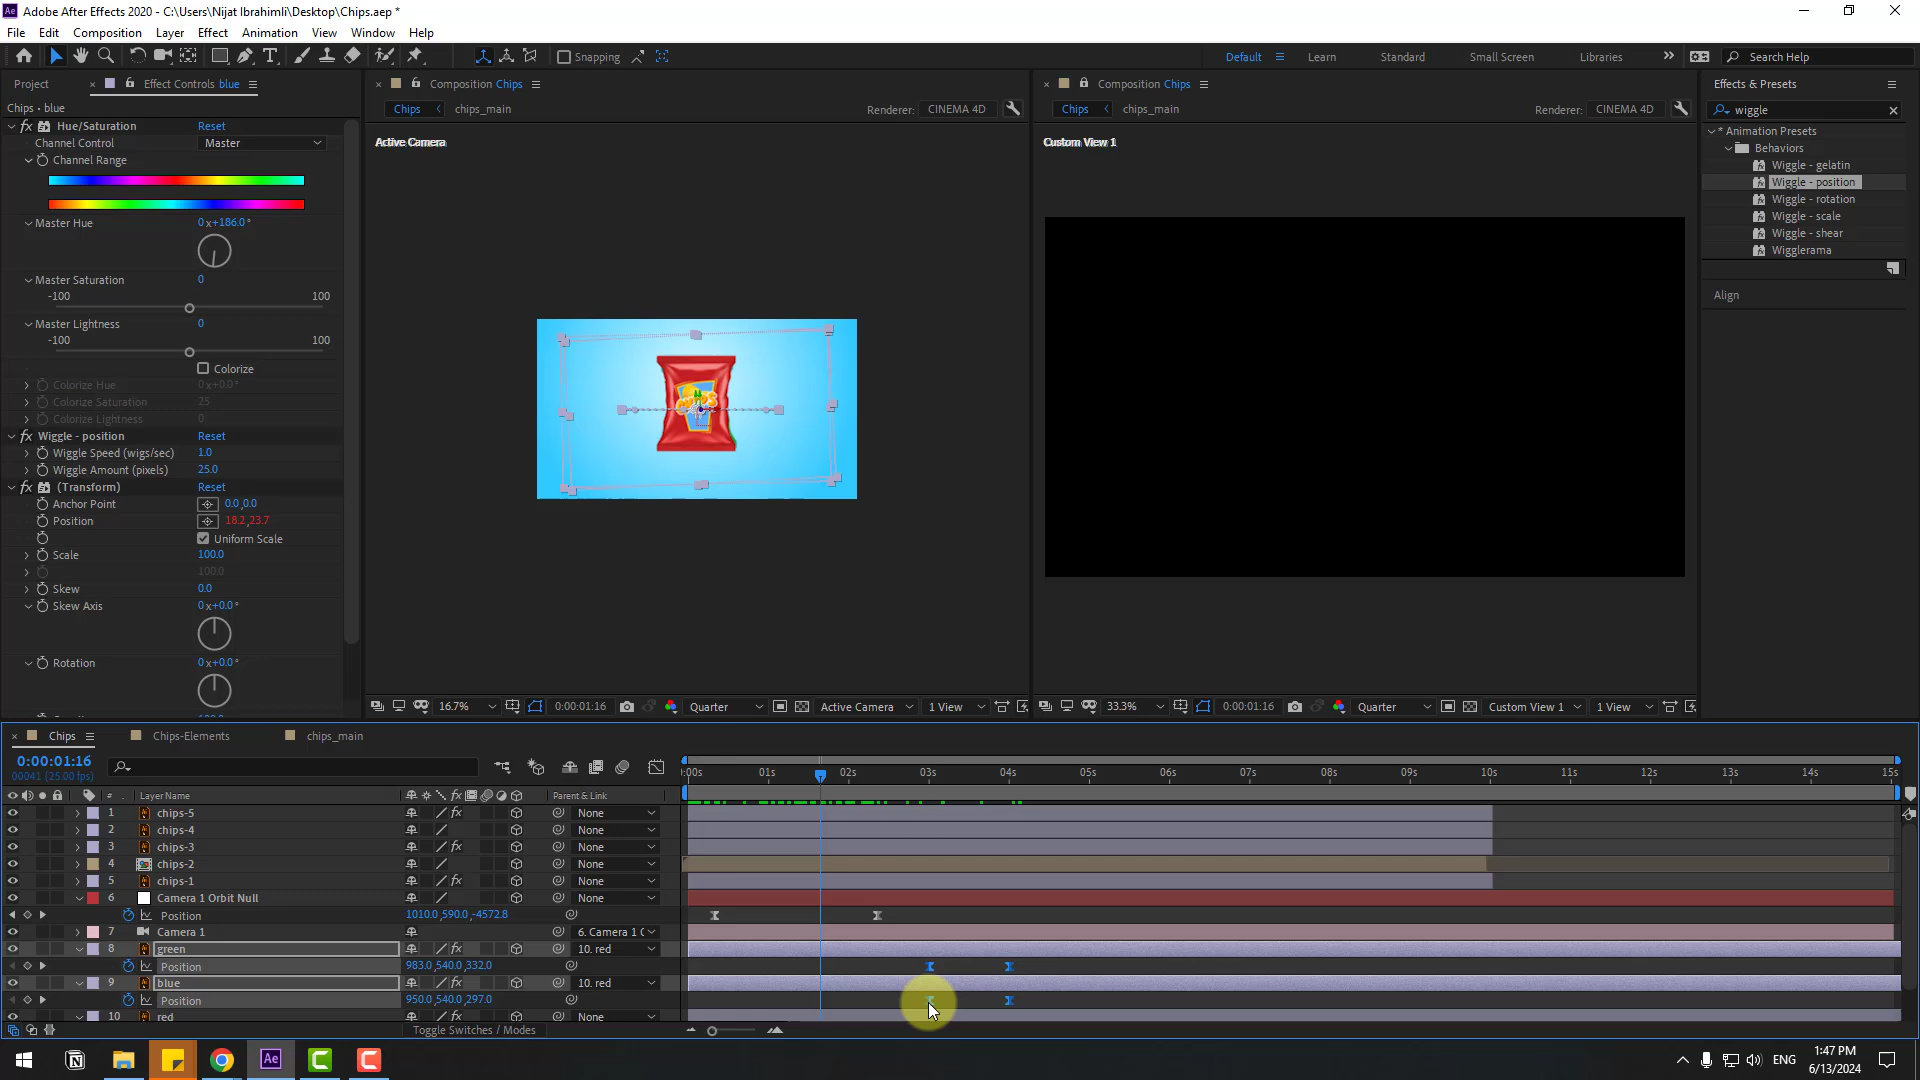 Adobe After Effects 2020 - C:\Users\Nijat Ibrahimli\Desktop\Chips.aep *
File Edit Composition Layer Effect Animation View Window Help
Snapping Default Learn Standard Small Screen Libraries Search Help
Project Effect Controls blue Composition Chips Composition Chips Effects & Presets
Chips • blue Chips chips_main Renderer: CINEMA 4D Chips chips_main Renderer: CINEMA 4D wiggle
Hue/Saturation Reset * Animation Presets
Channel Control Master Active Camera Custom View 1 Behaviors
Channel Range Wiggle - gelatin
Wiggle - position
Wiggle - rotation
Master Hue 0x+186.0° Wiggle - scale
Wiggle - shear
Wigglerama
Master Saturation 0
-100 100 Align
Master Lightness 0
-100 100
Colorize
Colorize Hue 0x+0.0°
Colorize Saturation 25
Colorize Lightness 0
Wiggle - position Reset
Wiggle Speed (wigs/sec) 1.0
Wiggle Amount (pixels) 25.0
(Transform) Reset
Anchor Point 0.0,0.0
Position 18.2,23.7
Uniform Scale
Scale 100.0
100.0
Skew 0.0
Skew Axis 0x+0.0°
Rotation 0x+0.0°
16.7% 0:00:01:16 Quarter Active Camera 1 View 33.3% 0:00:01:16 Quarter Custom View 1 1 View
Chips Chips-Elements chips_main
0:00:01:16
00041 (25.00 fps) :00s 01s 02s 03s 04s 05s 06s 07s 08s 09s 10s 11s 12s 13s 14s 15s
# Layer Name Parent & Link
1 chips-5 None
2 chips-4 None
3 chips-3 None
4 chips-2 None
5 chips-1 None
6 Camera 1 Orbit Null None
Position 1010.0,590.0,-4572.8
7 Camera 1 6. Camera 1 (
8 green 10. red
Position 983.0,540.0,332.0
9 blue 10. red
Position 950.0,540.0,297.0
10 red None
Toggle Switches / Modes
ENG 1:47 PM
6/13/2024